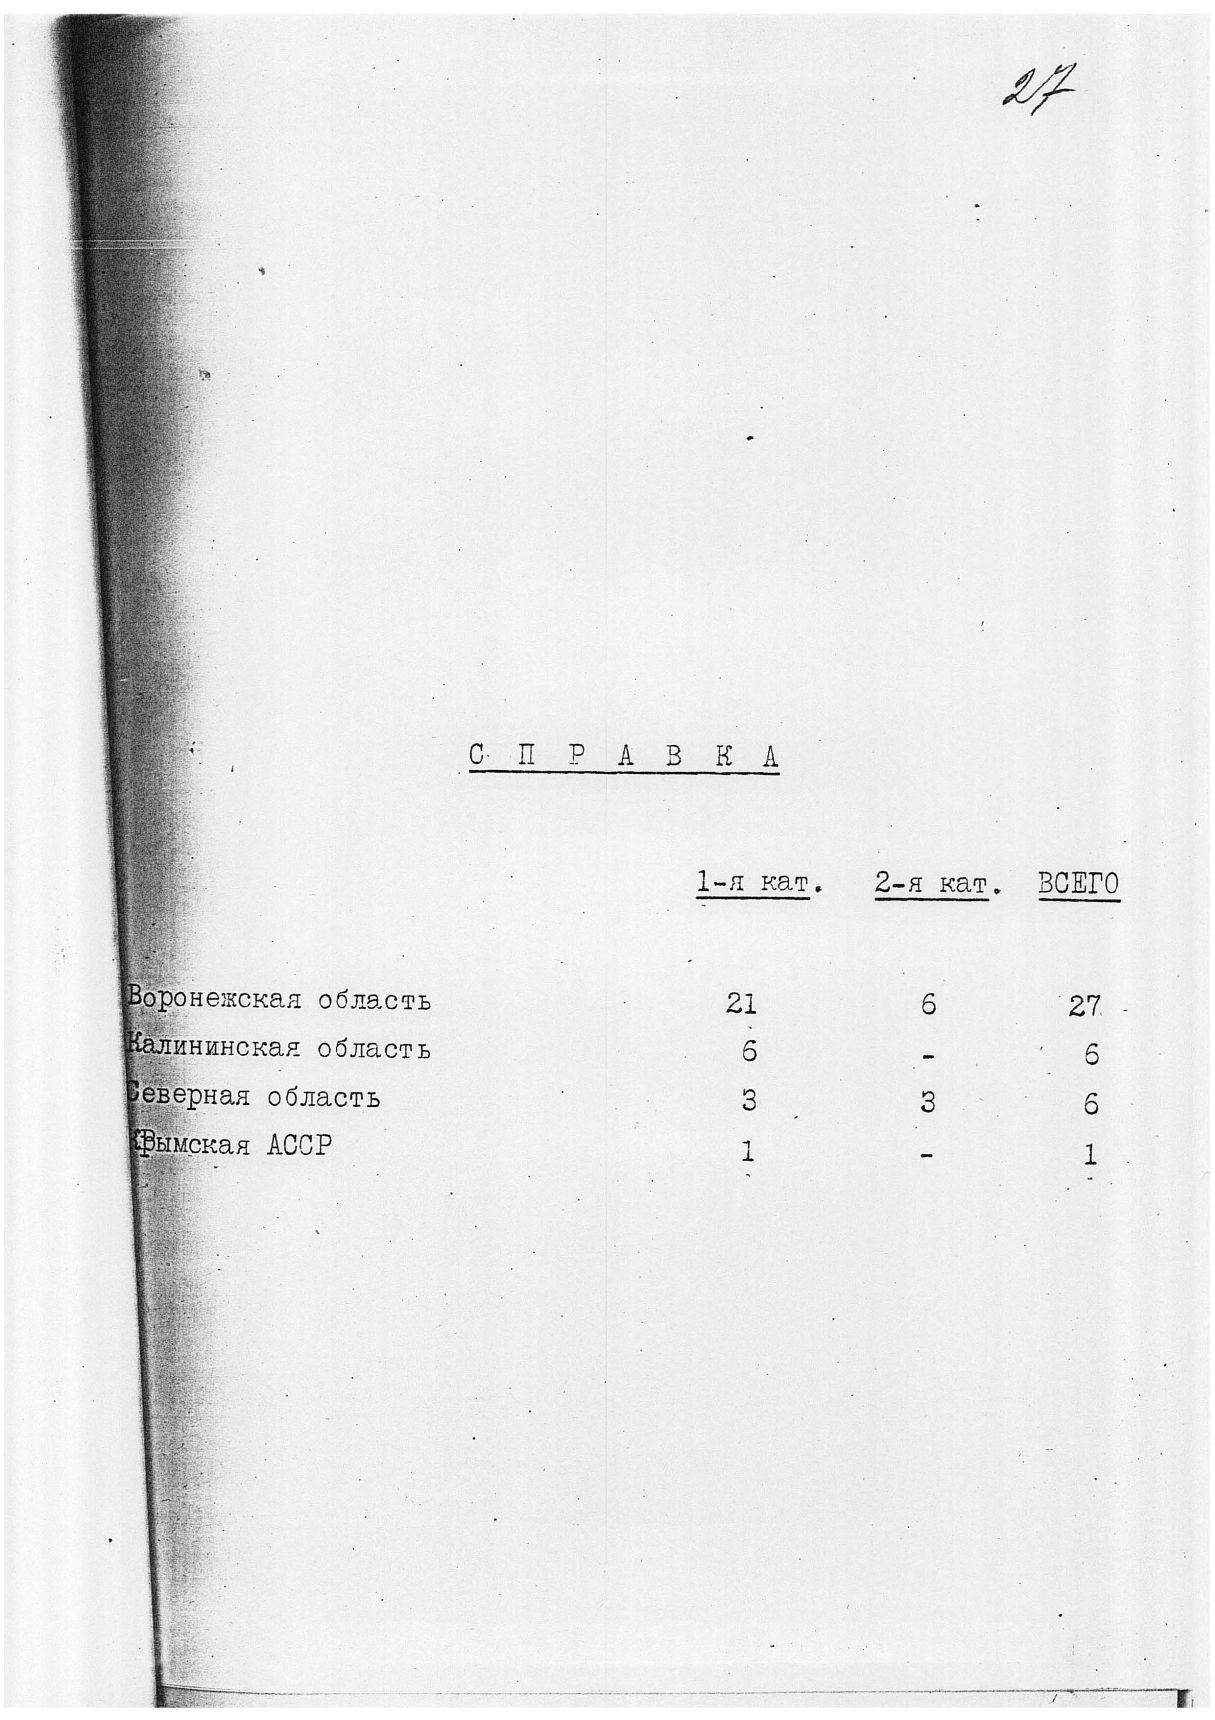 27
С П Р А В К А
1-я кат. 2-я кат. ВСЕГО
Воронежская область 21 6 27
Калининская область 6 - 6
Северная область 3 3 6
Крымская АССР 1 - 1